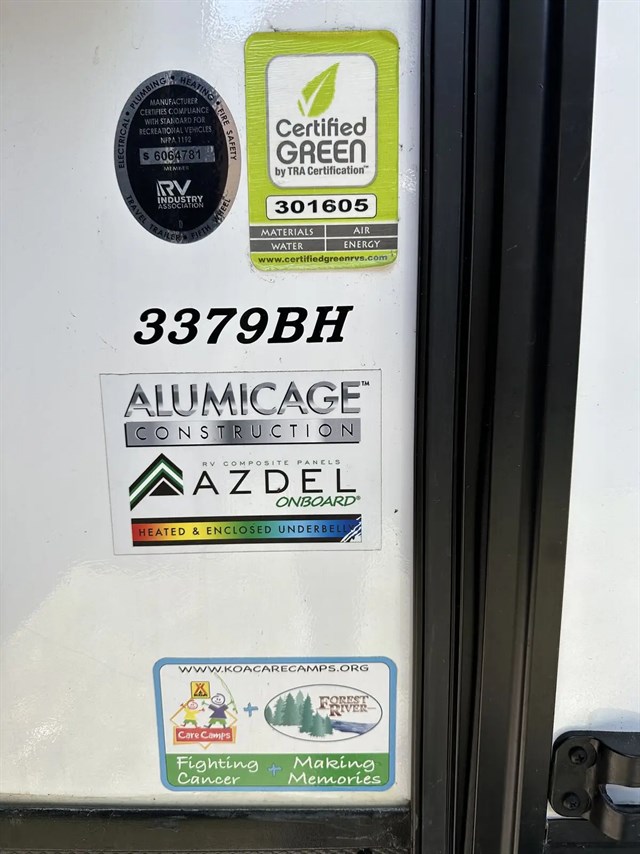 ELECTRICAL • PLUMBING • HEATING • FIRE SAFETY
MANUFACTURER
CERTIFIES COMPLIANCE
WITH STANDARD FOR
RECREATIONAL VEHICLES
NFPA 1192
S 6064781
MEMBER
RV
INDUSTRY
ASSOCIATION
TRAVEL TRAILER • FIFTH WHEEL
Certified
GREEN
by TRA Certification™
301605
MATERIALS AIR
WATER ENERGY
www.certifiedgreenrvs.com
3379BH
ALUMICAGE™
CONSTRUCTION
RV COMPOSITE PANELS
AZDEL
ONBOARD®
HEATED & ENCLOSED UNDERBELLY
WWW.KOACARECAMPS.ORG
KOA
Care Camps
+
FOREST
RIVER
Fighting + Making
Cancer Memories